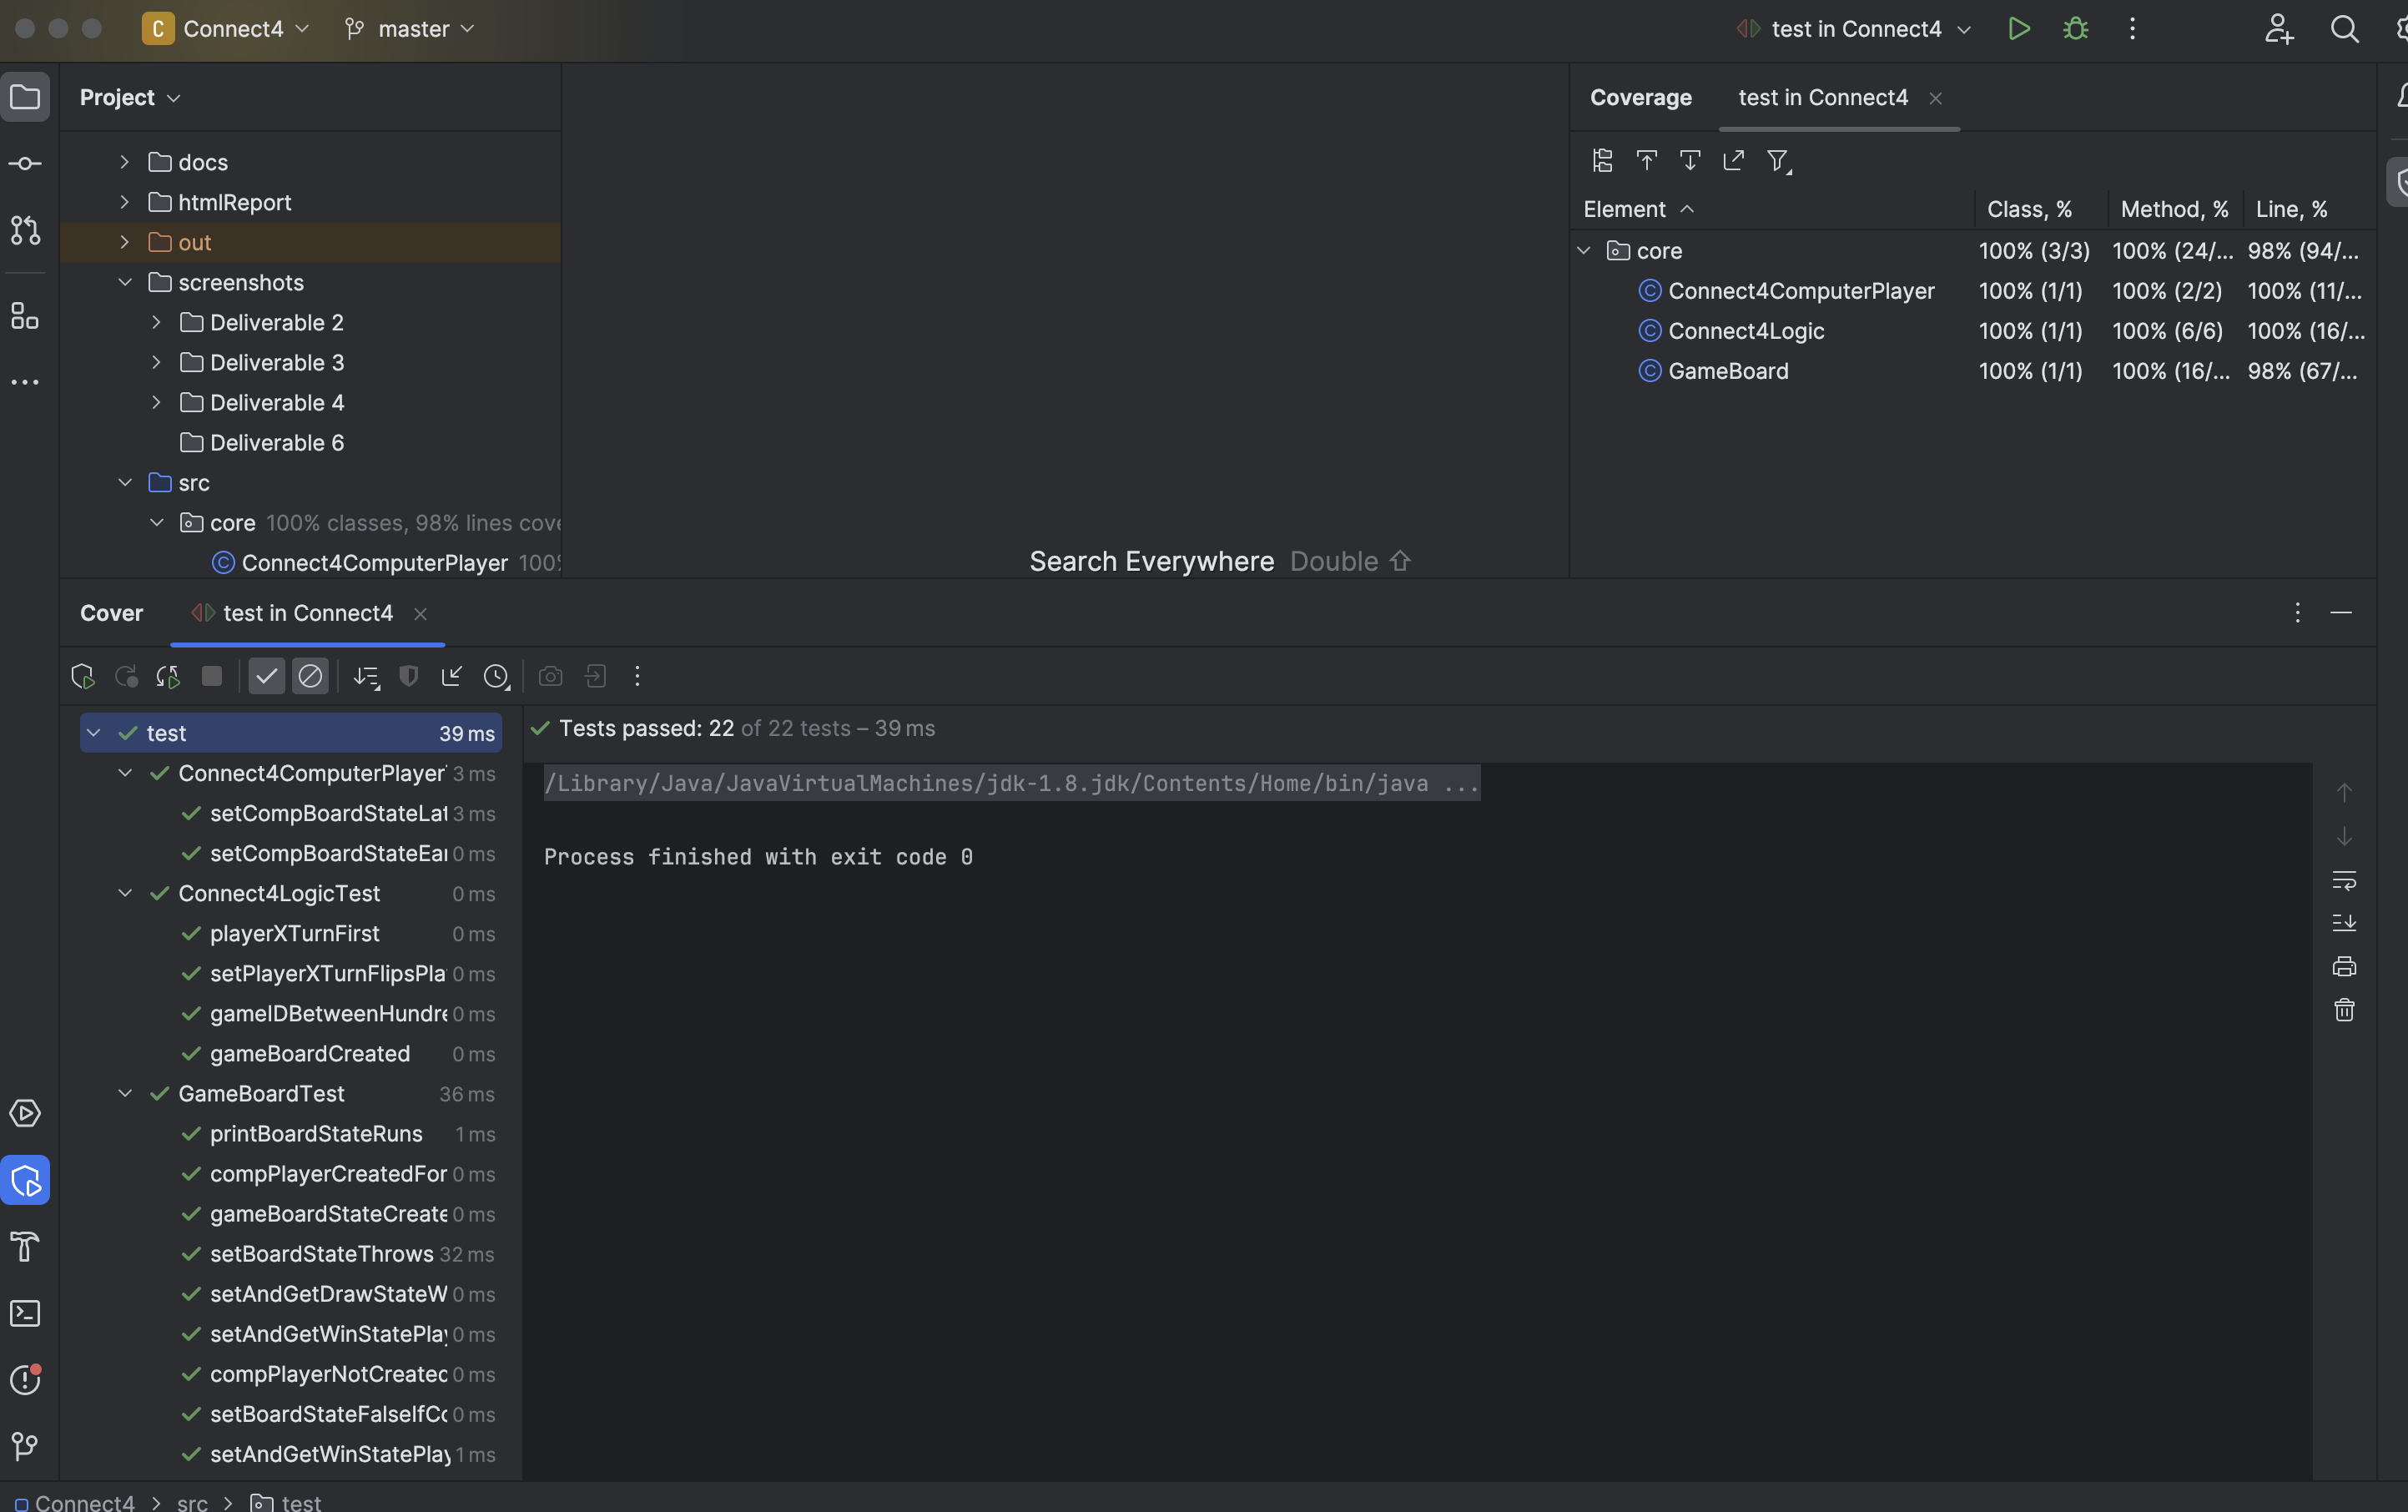 C Connect4 master test in Connect4
Project
docs
htmlReport
out
screenshots
Deliverable 2
Deliverable 3
Deliverable 4
Deliverable 6
src
core 100% classes, 98% lines cove
Connect4ComputerPlayer 100%
Search Everywhere Double ⇧
Coverage test in Connect4
Element Class, % Method, % Line, %
core 100% (3/3) 100% (24/... 98% (94/...
Connect4ComputerPlayer 100% (1/1) 100% (2/2) 100% (11/...
Connect4Logic 100% (1/1) 100% (6/6) 100% (16/...
GameBoard 100% (1/1) 100% (16/... 98% (67/...
Cover test in Connect4
test 39 ms
Connect4ComputerPlayer 3 ms
setCompBoardStateLat 3 ms
setCompBoardStateEar 0 ms
Connect4LogicTest 0 ms
playerXTurnFirst 0 ms
setPlayerXTurnFlipsPla 0 ms
gameIDBetweenHundre 0 ms
gameBoardCreated 0 ms
GameBoardTest 36 ms
printBoardStateRuns 1 ms
compPlayerCreatedFor 0 ms
gameBoardStateCreate 0 ms
setBoardStateThrows 32 ms
setAndGetDrawStateW 0 ms
setAndGetWinStatePlay 0 ms
compPlayerNotCreated 0 ms
setBoardStateFalseIfCo 0 ms
setAndGetWinStatePlay 1 ms
Tests passed: 22 of 22 tests – 39 ms
/Library/Java/JavaVirtualMachines/jdk-1.8.jdk/Contents/Home/bin/java ...
Process finished with exit code 0
Connect4 > src > test